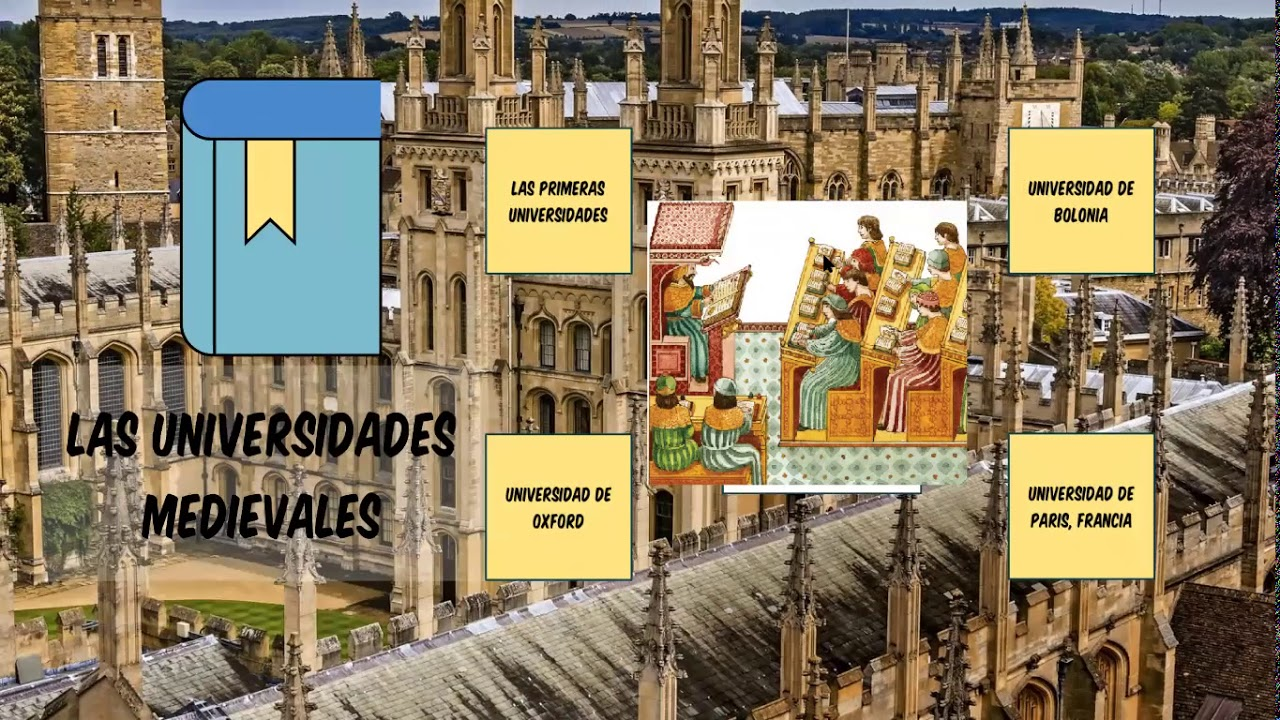 LAS UNIVERSIDADES
MEDIEVALES
LAS PRIMERAS
UNIVERSIDADES
UNIVERSIDAD DE
BOLONIA
UNIVERSIDAD DE
OXFORD
UNIVERSIDAD DE
PARIS, FRANCIA